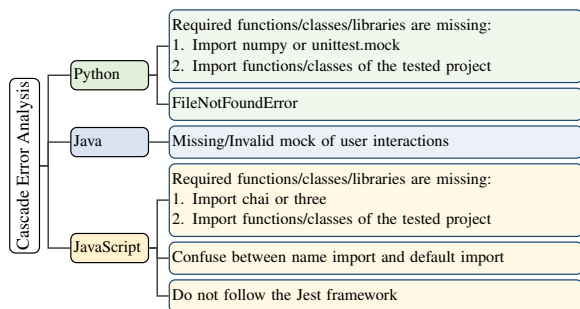 Cascade Error Analysis
Python
Required functions/classes/libraries are missing:
1. Import numpy or unittest.mock
2. Import functions/classes of the tested project
FileNotFoundError
Java
Missing/Invalid mock of user interactions
JavaScript
Required functions/classes/libraries are missing:
1. Import chai or three
2. Import functions/classes of the tested project
Confuse between name import and default import
Do not follow the Jest framework